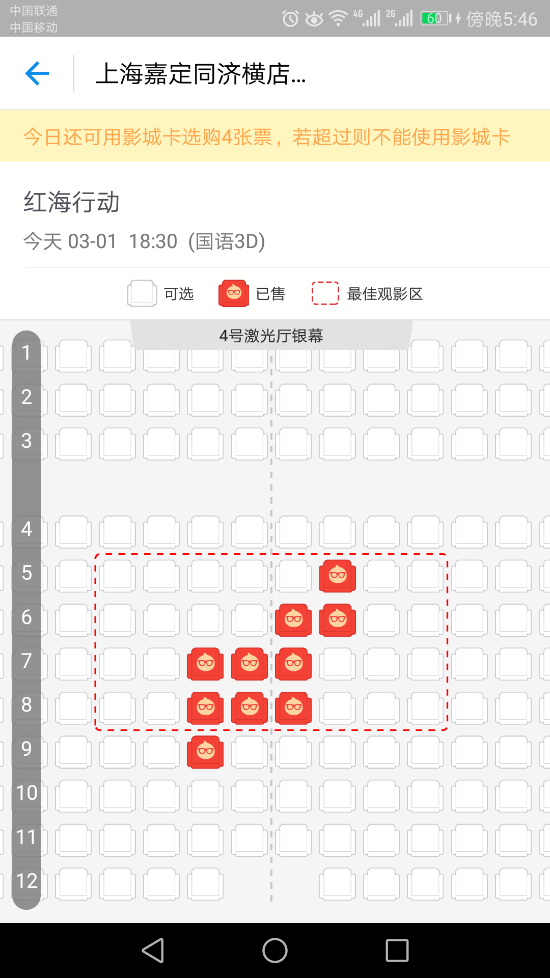 中国联通
中国移动
4G 2G 60 傍晚5:46
上海嘉定同济横店...
今日还可用影城卡选购4张票，若超过则不能使用影城卡
红海行动
今天 03-01 18:30 (国语3D)
可选 已售 最佳观影区
4号激光厅银幕
1
2
3
4
5
6
7
8
9
10
11
12